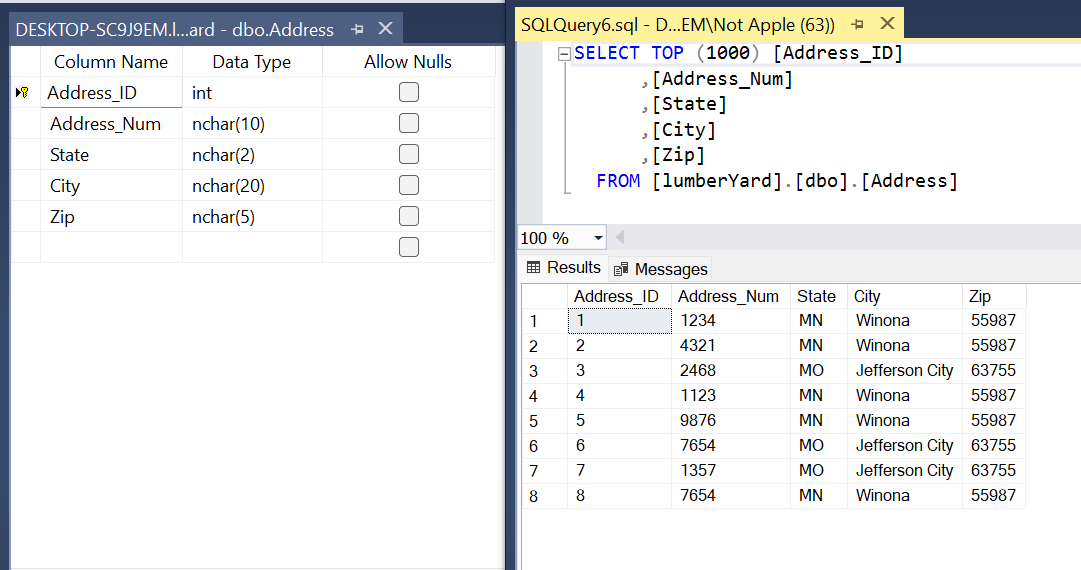 DESKTOP-SC9J9EM.l...ard - dbo.Address
Column Name Data Type Allow Nulls
Address_ID int
Address_Num nchar(10)
State nchar(2)
City nchar(20)
Zip nchar(5)
SQLQuery6.sql - D...EM\Not Apple (63))
SELECT TOP (1000) [Address_ID]
,[Address_Num]
,[State]
,[City]
,[Zip]
FROM [lumberYard].[dbo].[Address]
100 %
Results Messages
Address_ID Address_Num State City Zip
1 1 1234 MN Winona 55987
2 2 4321 MN Winona 55987
3 3 2468 MO Jefferson City 63755
4 4 1123 MN Winona 55987
5 5 9876 MN Winona 55987
6 6 7654 MO Jefferson City 63755
7 7 1357 MO Jefferson City 63755
8 8 7654 MN Winona 55987